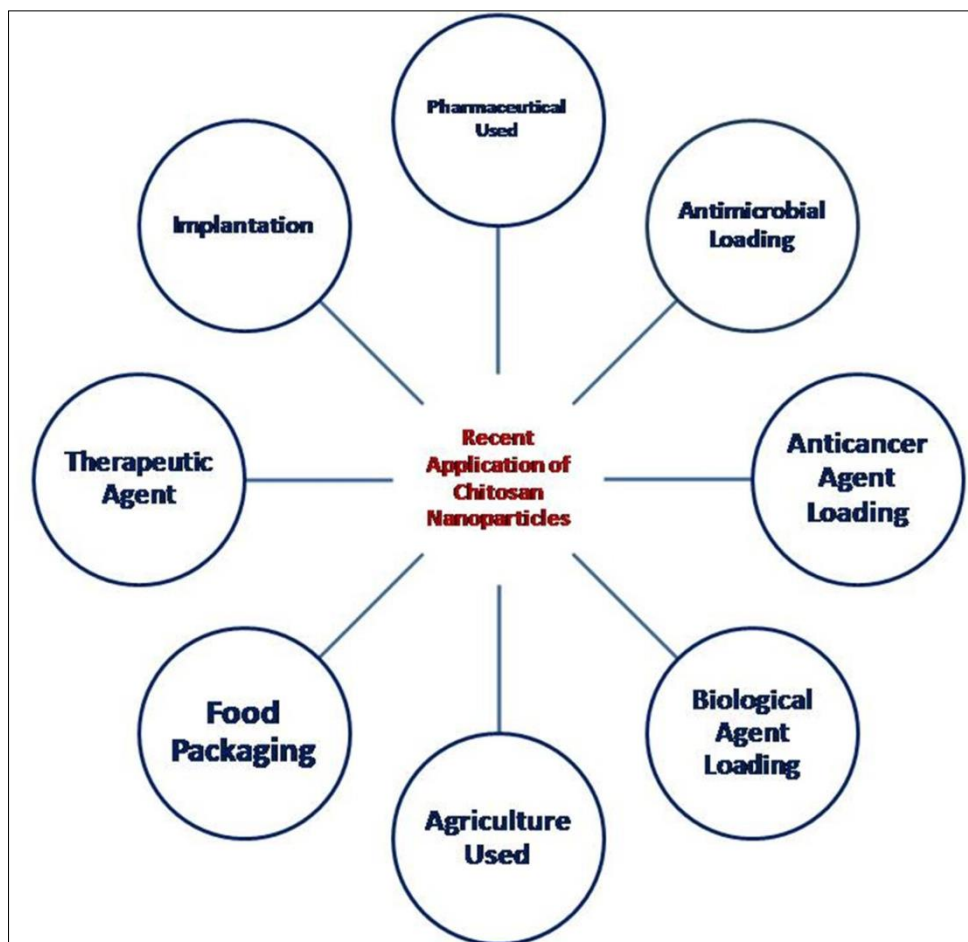 Pharmaceutical
Used
Antimicrobial
Loading
Implantation
Recent
Application of
Chitosan
Nanoparticles
Therapeutic
Agent
Anticancer
Agent
Loading
Food
Packaging
Biological
Agent
Loading
Agriculture
Used